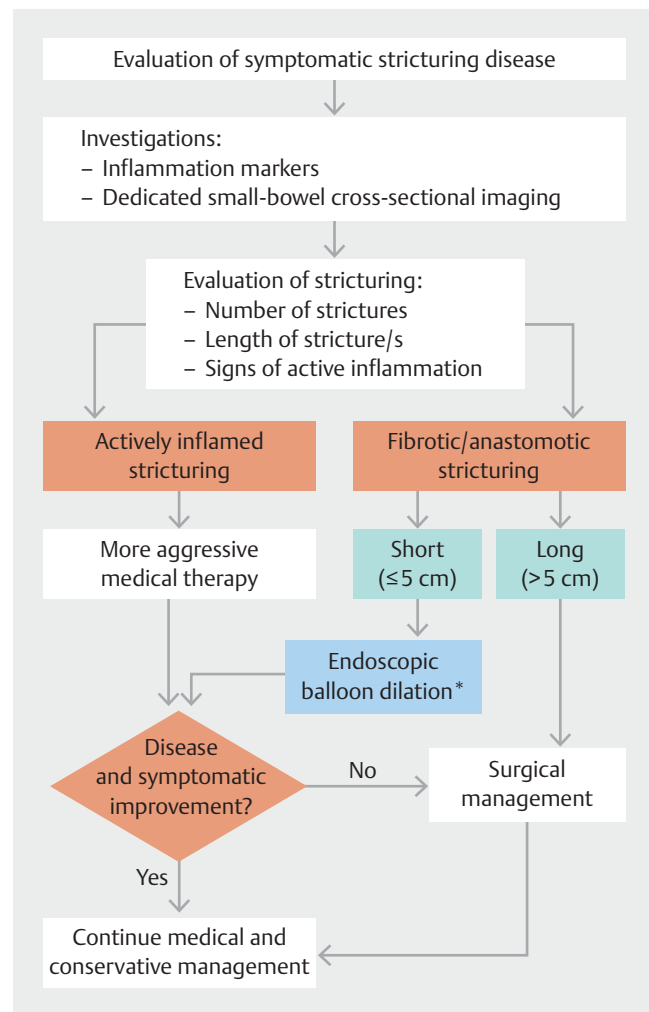 Evaluation of symptomatic stricturing disease
Investigations:
– Inflammation markers
– Dedicated small-bowel cross-sectional imaging
Evaluation of stricturing:
– Number of strictures
– Length of stricture/s
– Signs of active inflammation
Actively inflamed
stricturing
Fibrotic/anastomotic
stricturing
More aggressive
medical therapy
Short
(≤5 cm)
Long
(>5 cm)
Endoscopic
balloon dilation*
Disease
and symptomatic
improvement?
No
Surgical
management
Yes
Continue medical and
conservative management